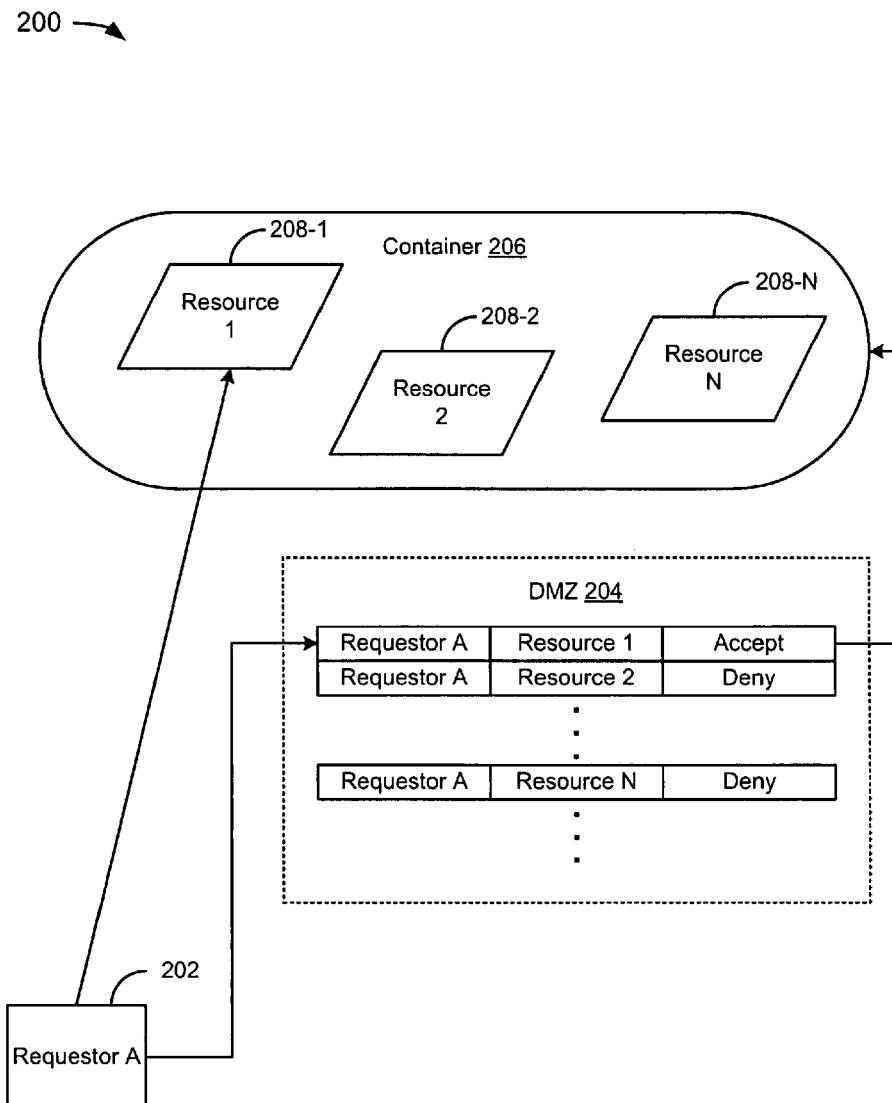 200
208-1
Container 206
208-N
Resource
1
208-2
Resource
N
Resource
2
DMZ 204
Requestor A Resource 1 Accept
Requestor A Resource 2 Deny
Requestor A Resource N Deny
202
Requestor A